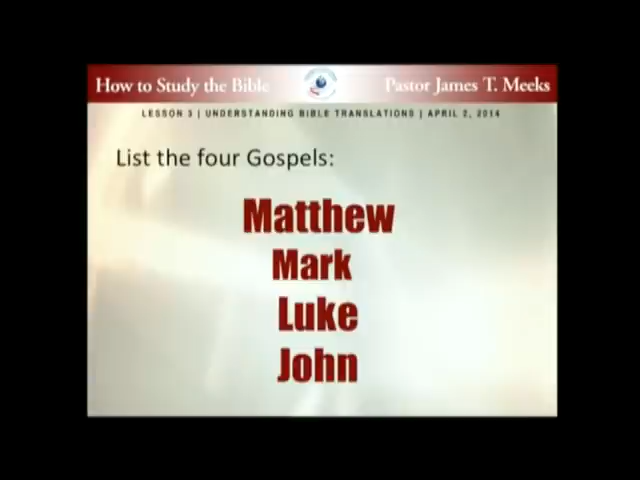 How to Study the Bible
Pastor James T. Meeks
LESSON 3 | UNDERSTANDING BIBLE TRANSLATIONS | APRIL 2, 2014
List the four Gospels:
Matthew
Mark
Luke
John